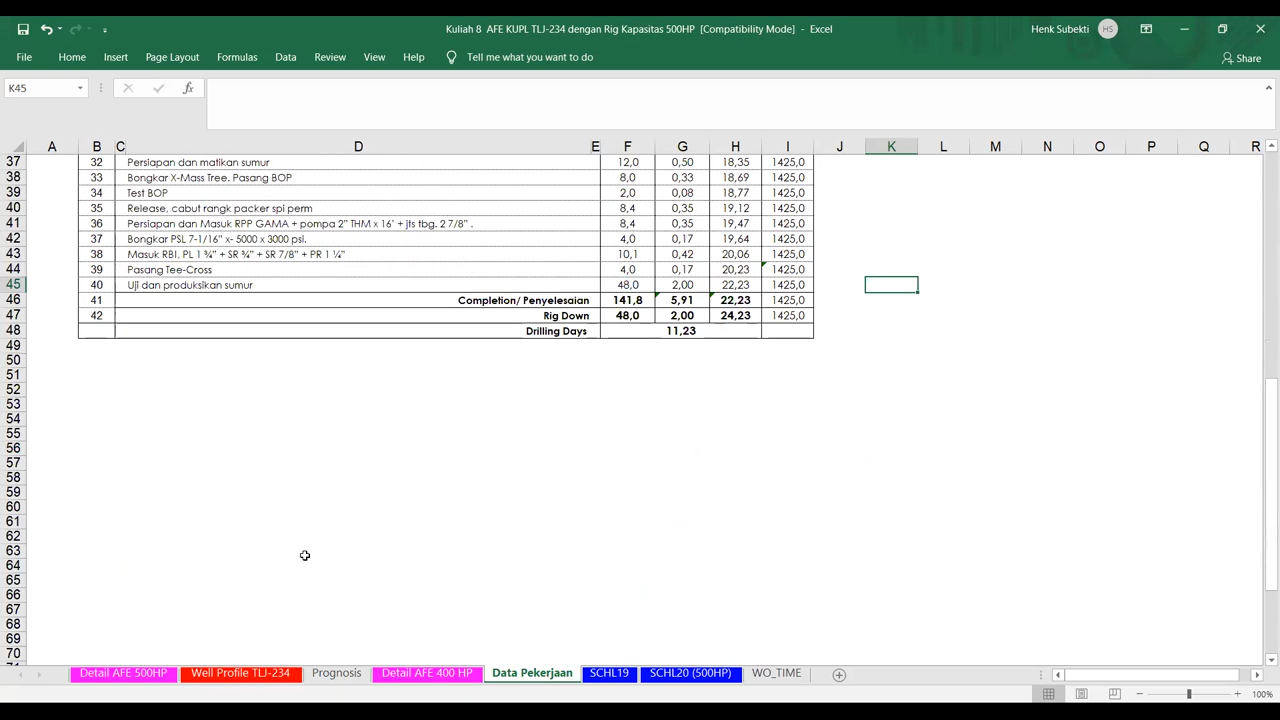 Kuliah 8 AFE KUPL TLJ-234 dengan Rig Kapasitas 500HP [Compatibility Mode] - Excel
Henk Subekti HS
File Home Insert Page Layout Formulas Data Review View Help Tell me what you want to do Share
K45 fx
A B C D E F G H I J K L M N O P Q R
37 32 Persiapan dan matikan sumur 12,0 0,50 18,35 1425,0
38 33 Bongkar X-Mass Tree. Pasang BOP 8,0 0,33 18,69 1425,0
39 34 Test BOP 2,0 0,08 18,77 1425,0
40 35 Release, cabut rangk packer spi perm 8,4 0,35 19,12 1425,0
41 36 Persiapan dan Masuk RPP GAMA + pompa 2" THM x 16' + jts tbg. 2 7/8" . 8,4 0,35 19,47 1425,0
42 37 Bongkar PSL 7-1/16" x- 5000 x 3000 psi. 4,0 0,17 19,64 1425,0
43 38 Masuk RBI, PL 1 ¾" + SR ¾" + SR 7/8" + PR 1 ¼" 10,1 0,42 20,06 1425,0
44 39 Pasang Tee-Cross 4,0 0,17 20,23 1425,0
45 40 Uji dan produksikan sumur 48,0 2,00 22,23 1425,0
46 41 Completion/ Penyelesaian 141,8 5,91 22,23 1425,0
47 42 Rig Down 48,0 2,00 24,23 1425,0
48 Drilling Days 11,23
49
50
51
52
53
54
55
56
57
58
59
60
61
62
63
64
65
66
67
68
69
70
Detail AFE 500HP Well Profile TLJ-234 Prognosis Detail AFE 400 HP Data Pekerjaan SCHL19 SCHL20 (500HP) WO_TIME
100%